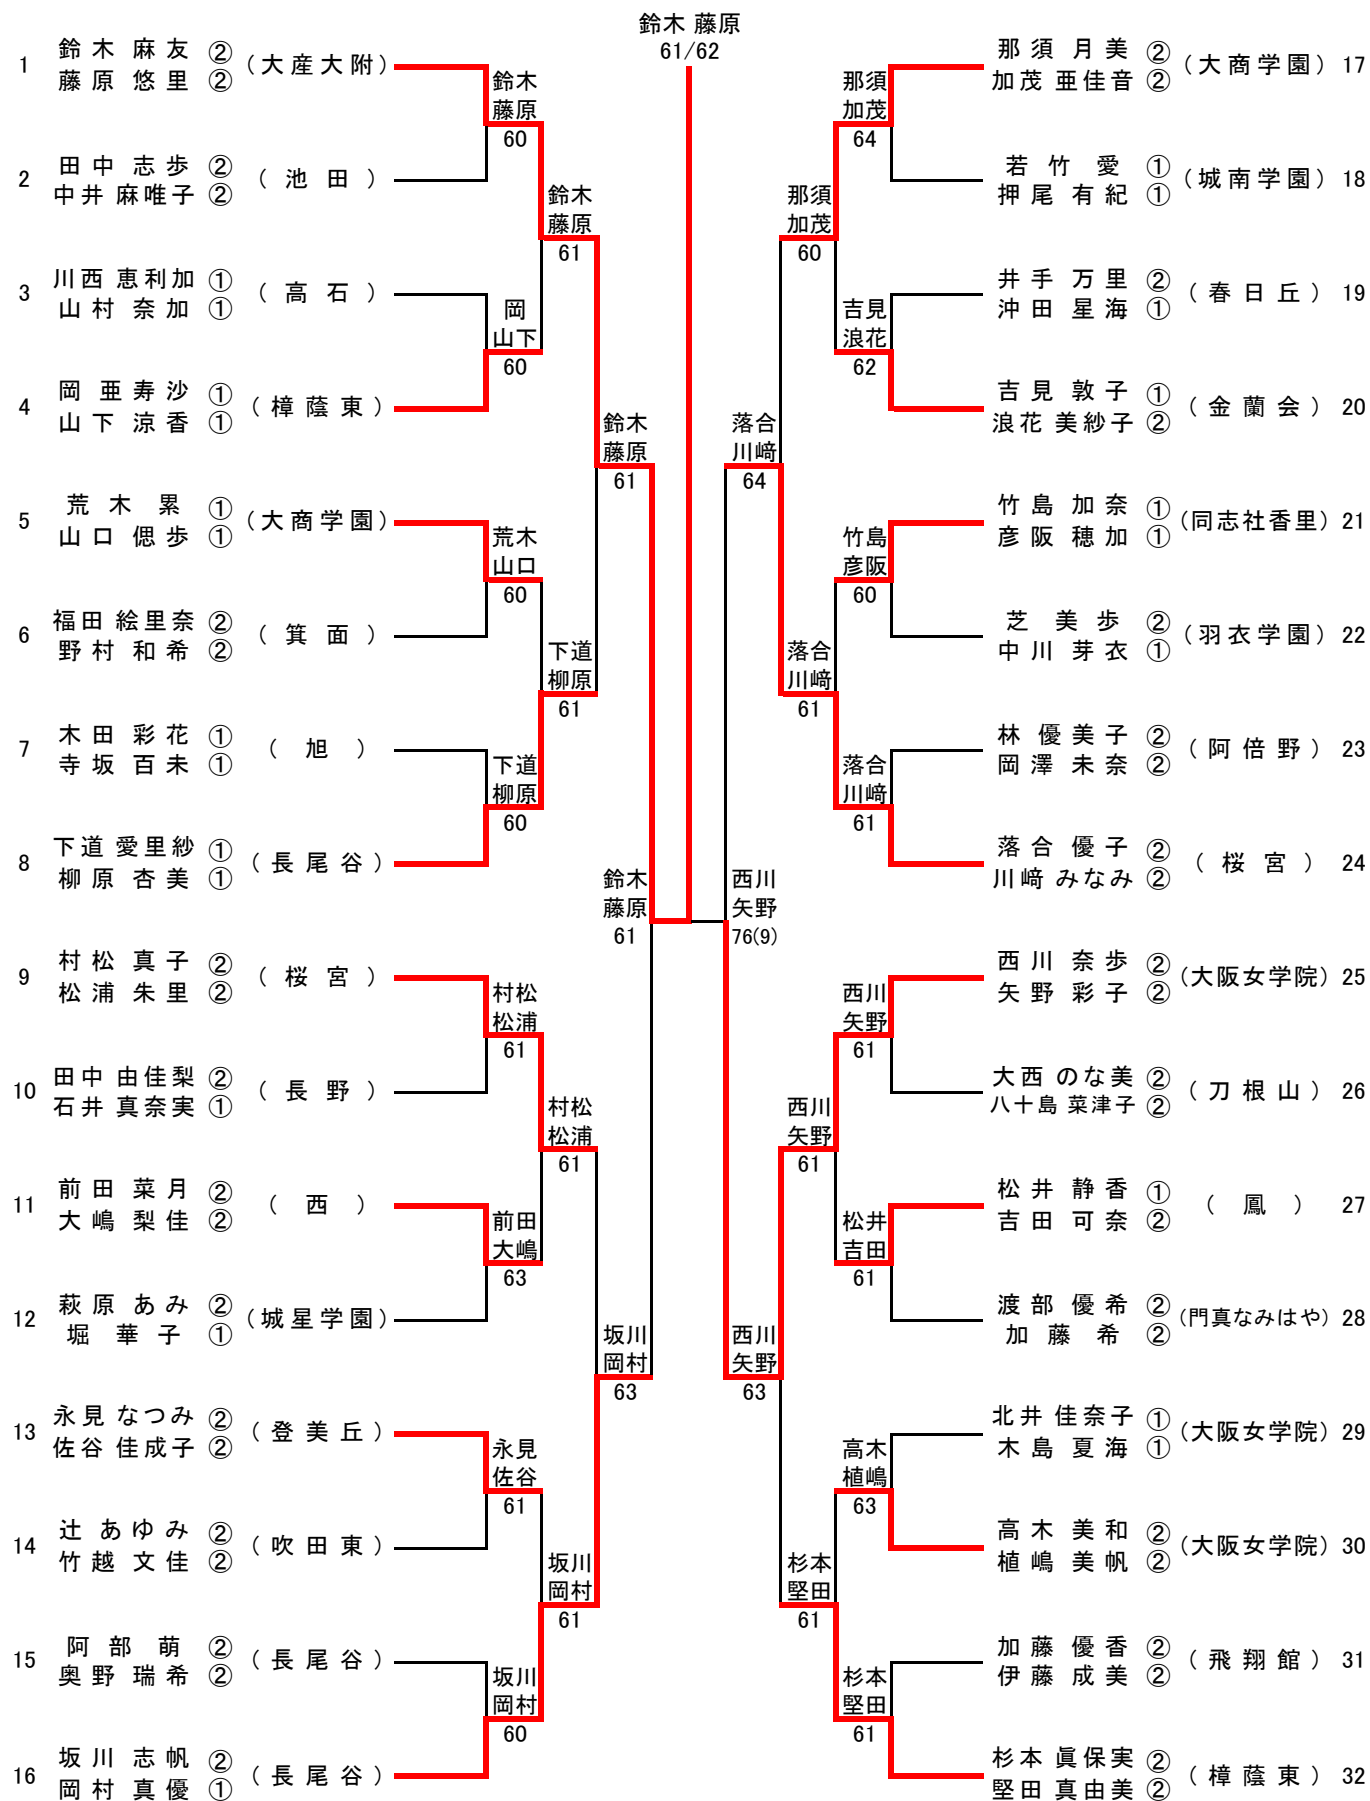 鈴木 藤原
61/62
1 鈴木 麻友 ② (大産大附)
藤原 悠里 ②
2 田中 志歩 ② (池田)
中井 麻唯子 ②
3 川西 恵利加 ① (高石)
山村 奈加 ①
4 岡 亜寿沙 ① (樟蔭東)
山下 涼香 ①
5 荒木 累 ① (大商学園)
山口 偲歩 ①
6 福田 絵里奈 ② (箕面)
野村 和希 ②
7 木田 彩花 ① (旭)
寺坂 百未 ①
8 下道 愛里紗 ① (長尾谷)
柳原 杏美 ①
9 村松 真子 ② (桜宮)
松浦 朱里 ②
10 田中 由佳梨 ② (長野)
石井 真奈実 ①
11 前田 菜月 ② (西)
大嶋 梨佳 ②
12 萩原 あみ ② (城星学園)
堀 華子 ①
13 永見 なつみ ② (登美丘)
佐谷 佳成子 ②
14 辻 あゆみ ② (吹田東)
竹越 文佳 ②
15 阿部 萌 ② (長尾谷)
奥野 瑞希 ②
16 坂川 志帆 ② (長尾谷)
岡村 真優 ①
鈴木
藤原
60
岡
山下
60
荒木
山口
60
下道
柳原
60
村松
松浦
61
前田
大嶋
63
永見
佐谷
61
坂川
岡村
60
鈴木
藤原
61
下道
柳原
61
村松
松浦
61
坂川
岡村
61
鈴木
藤原
61
坂川
岡村
63
鈴木
藤原
61
西川
矢野
76(9)
落合
川﨑
64
西川
矢野
63
那須
加茂
60
落合
川﨑
61
西川
矢野
61
杉本
堅田
61
那須
加茂
64
吉見
浪花
62
竹島
彦阪
60
落合
川﨑
61
西川
矢野
61
松井
吉田
61
高木
植嶋
63
杉本
堅田
61
那須 月美 ② (大商学園) 17
加茂 亜佳音 ②
若竹 愛 ① (城南学園) 18
押尾 有紀 ①
井手 万里 ② (春日丘) 19
沖田 星海 ①
吉見 敦子 ① (金蘭会) 20
浪花 美紗子 ②
竹島 加奈 ① (同志社香里) 21
彦阪 穂加 ①
芝 美歩 ② (羽衣学園) 22
中川 芽衣 ①
林 優美子 ② (阿倍野) 23
岡澤 未奈 ②
落合 優子 ② (桜宮) 24
川﨑 みなみ ②
西川 奈歩 ② (大阪女学院) 25
矢野 彩子 ②
大西 のな美 ② (刀根山) 26
八十島 菜津子 ②
松井 静香 ① (鳳) 27
吉田 可奈 ②
渡部 優希 ② (門真なみはや) 28
加藤 希 ②
北井 佳奈子 ① (大阪女学院) 29
木島 夏海 ①
高木 美和 ② (大阪女学院) 30
植嶋 美帆 ②
加藤 優香 ② (飛翔館) 31
伊藤 成美 ②
杉本 眞保実 ② (樟蔭東) 32
堅田 真由美 ②